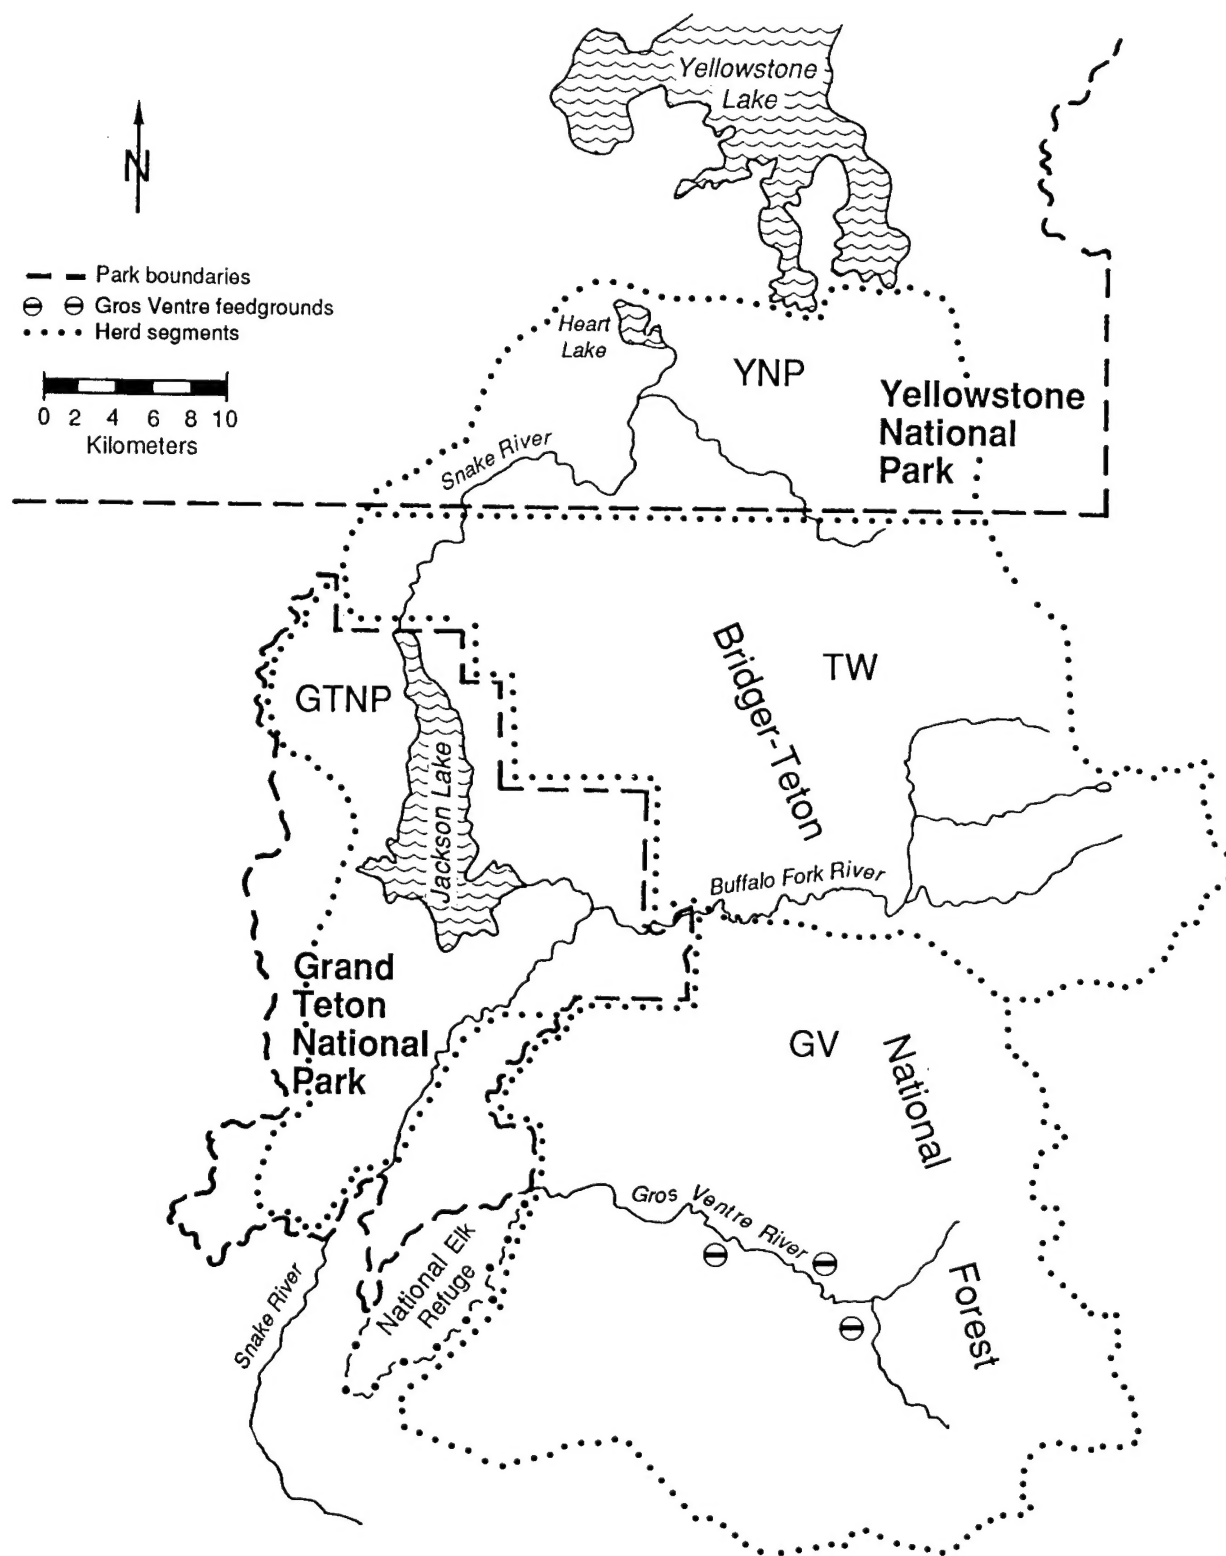 Yellowstone
Lake
N
Park boundaries
Gros Ventre feedgrounds
Herd segments
0 2 4 6 8 10
Kilometers
Heart
Lake
YNP
Yellowstone
National
Park
Snake River
TW
Bridger-Teton
GTNP
Jackson Lake
Buffalo Fork River
Grand
Teton
National
Park
GV
National
Gros Ventre River
National Elk
Refuge
Forest
Snake River